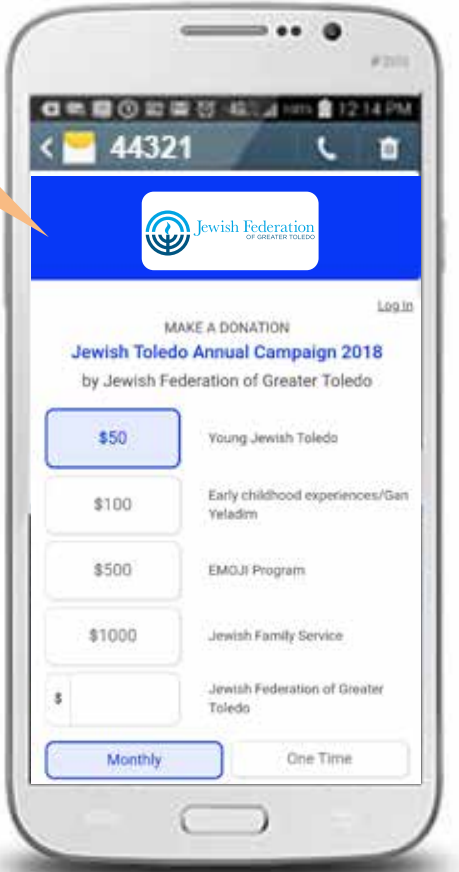 12:14 PM
44321
Jewish Federation
OF GREATER TOLEDO
Log In
MAKE A DONATION
Jewish Toledo Annual Campaign 2018
by Jewish Federation of Greater Toledo
$50 Young Jewish Toledo
$100 Early childhood experiences/Gan
Yeladim
$500 EMOJI Program
$1000 Jewish Family Service
$ Jewish Federation of Greater
Toledo
Monthly One Time